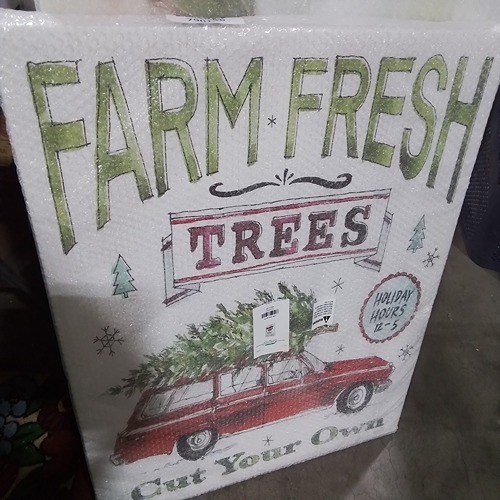 FARM FRESH
TREES
HOLIDAY
HOURS
12-5
Cut Your Own